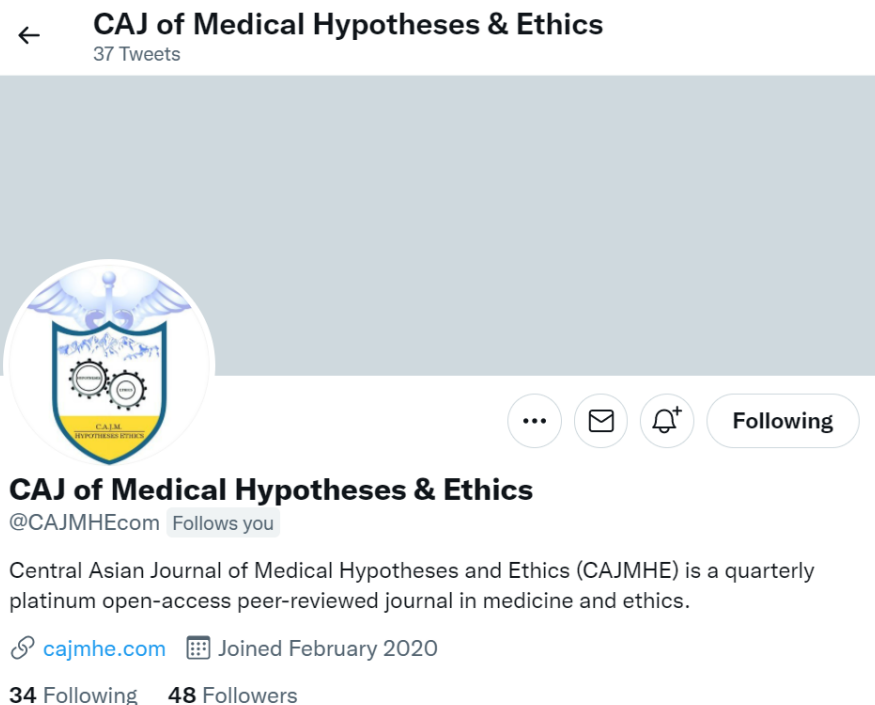 CAJ of Medical Hypotheses & Ethics
37 Tweets
C.A.J.M.
HYPOTHESES ETHICS
Following
CAJ of Medical Hypotheses & Ethics
@CAJMHEcom Follows you
Central Asian Journal of Medical Hypotheses and Ethics (CAJMHE) is a quarterly
platinum open-access peer-reviewed journal in medicine and ethics.
cajmhe.com Joined February 2020
34 Following 48 Followers